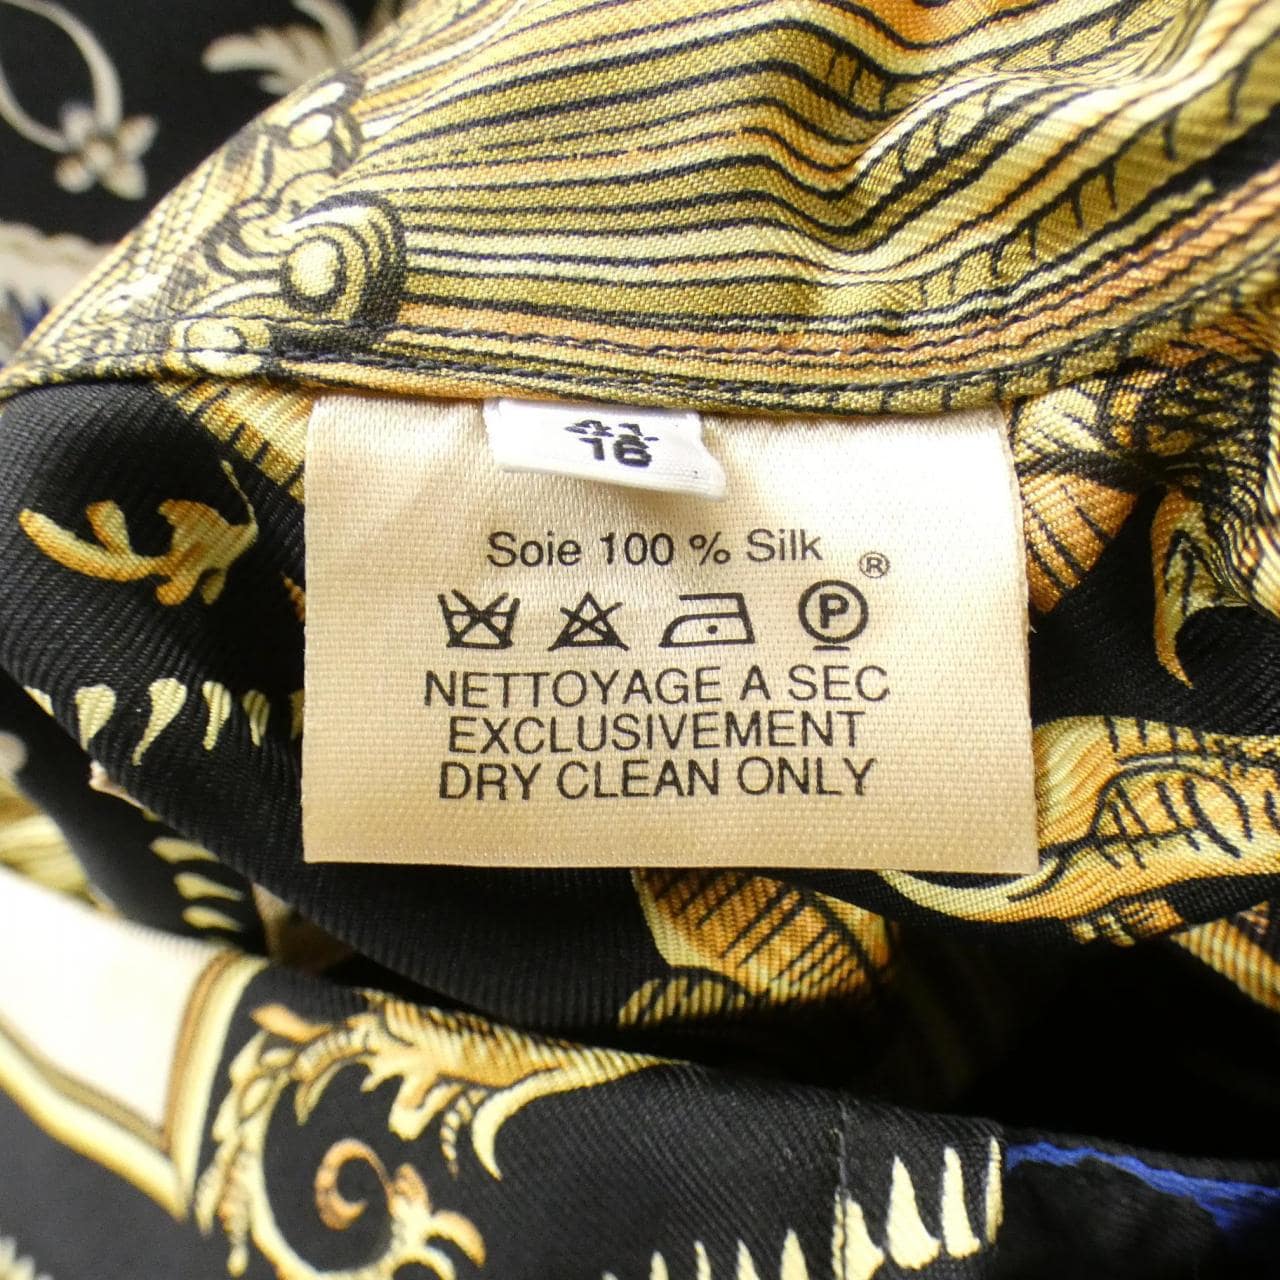 41
16
Soie 100 % Silk ®
P
NETTOYAGE A SEC
EXCLUSIVEMENT
DRY CLEAN ONLY